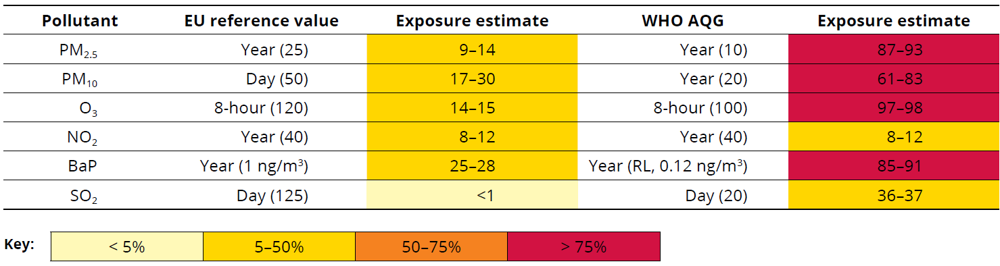 Pollutant EU reference value Exposure estimate WHO AQG Exposure estimate
PM2.5 Year (25) 9–14 Year (10) 87–93
PM10 Day (50) 17–30 Year (20) 61–83
O3 8-hour (120) 14–15 8-hour (100) 97–98
NO2 Year (40) 8–12 Year (40) 8–12
BaP Year (1 ng/m³) 25–28 Year (RL, 0.12 ng/m³) 85–91
SO2 Day (125) <1 Day (20) 36–37
Key: < 5% 5–50% 50–75% > 75%